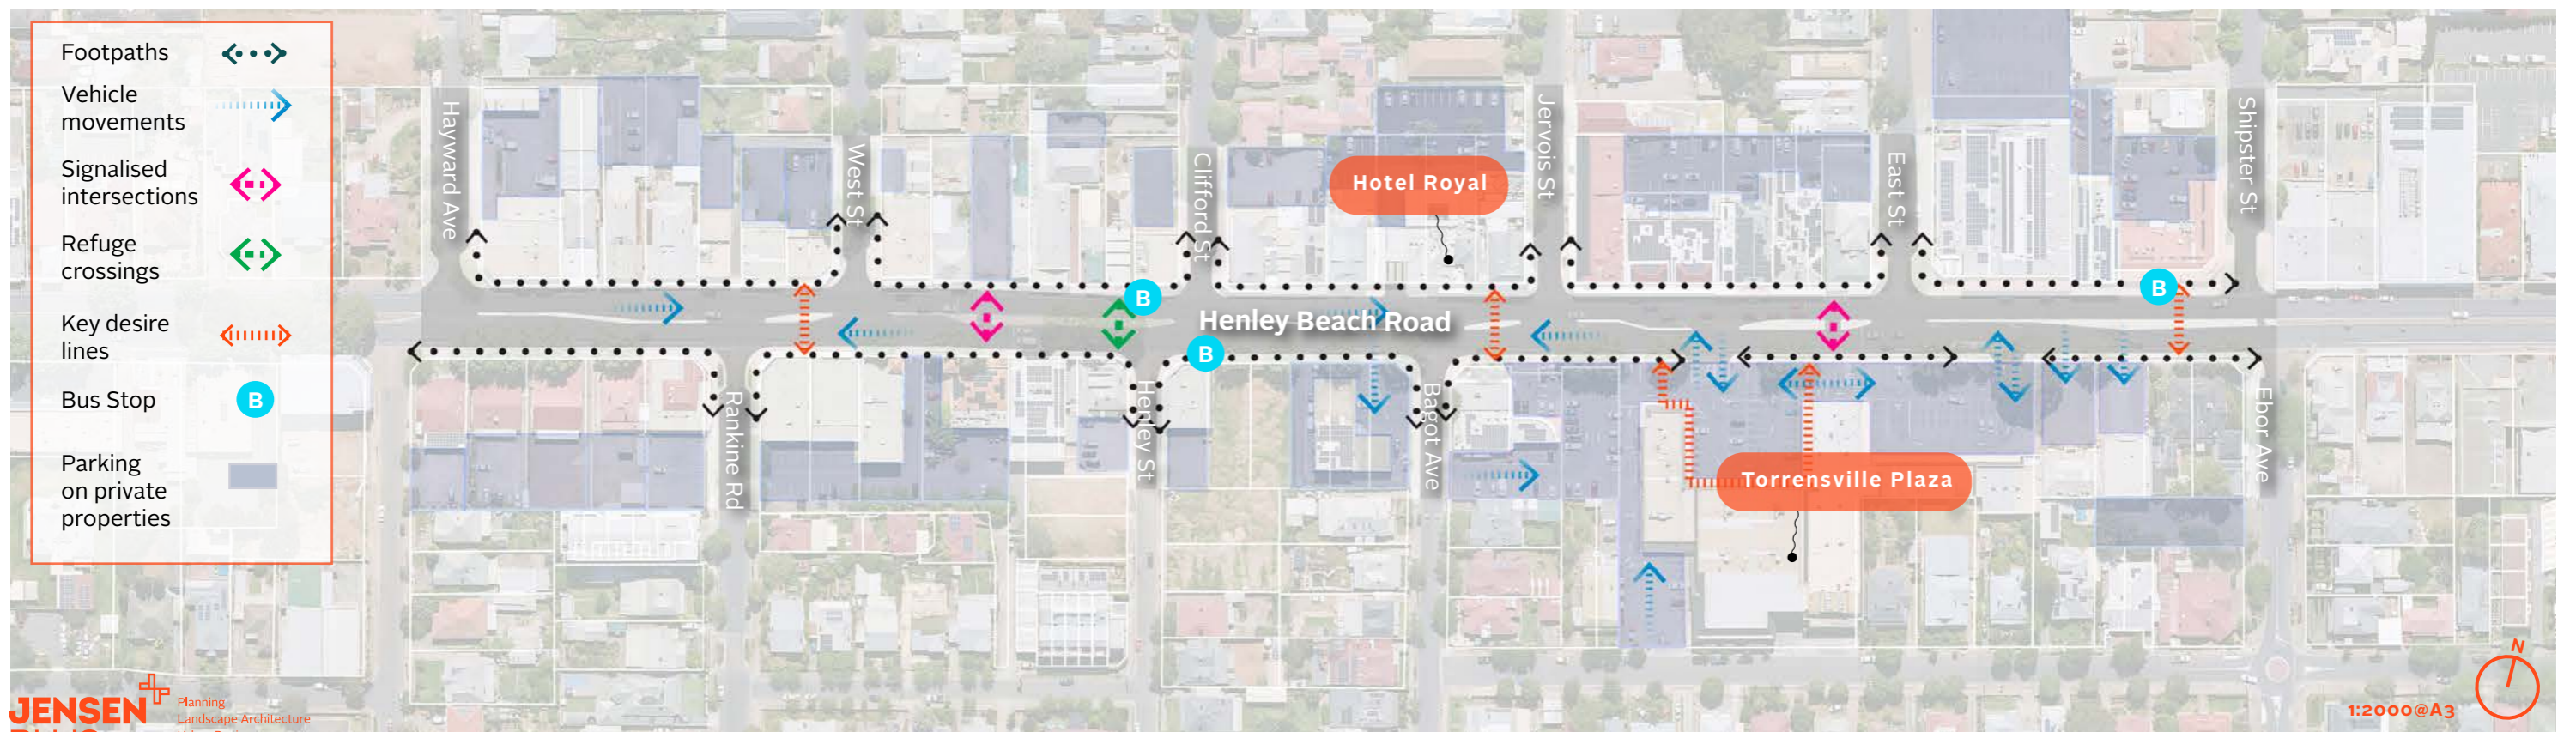 Footpaths
Vehicle
movements
Signalised
intersections
Refuge
crossings
Key desire
lines
Bus Stop
B
Parking
on private
properties
Hayward Ave
West St
Clifford St
Hotel Royal
Jervois St
East St
Shipster St
B
B
Henley Beach Road
B
Rankine Rd
Henley St
Bagot Ave
Torrensville Plaza
Ebor Ave
JENSEN
Planning
Landscape Architecture
N
1:2000@A3